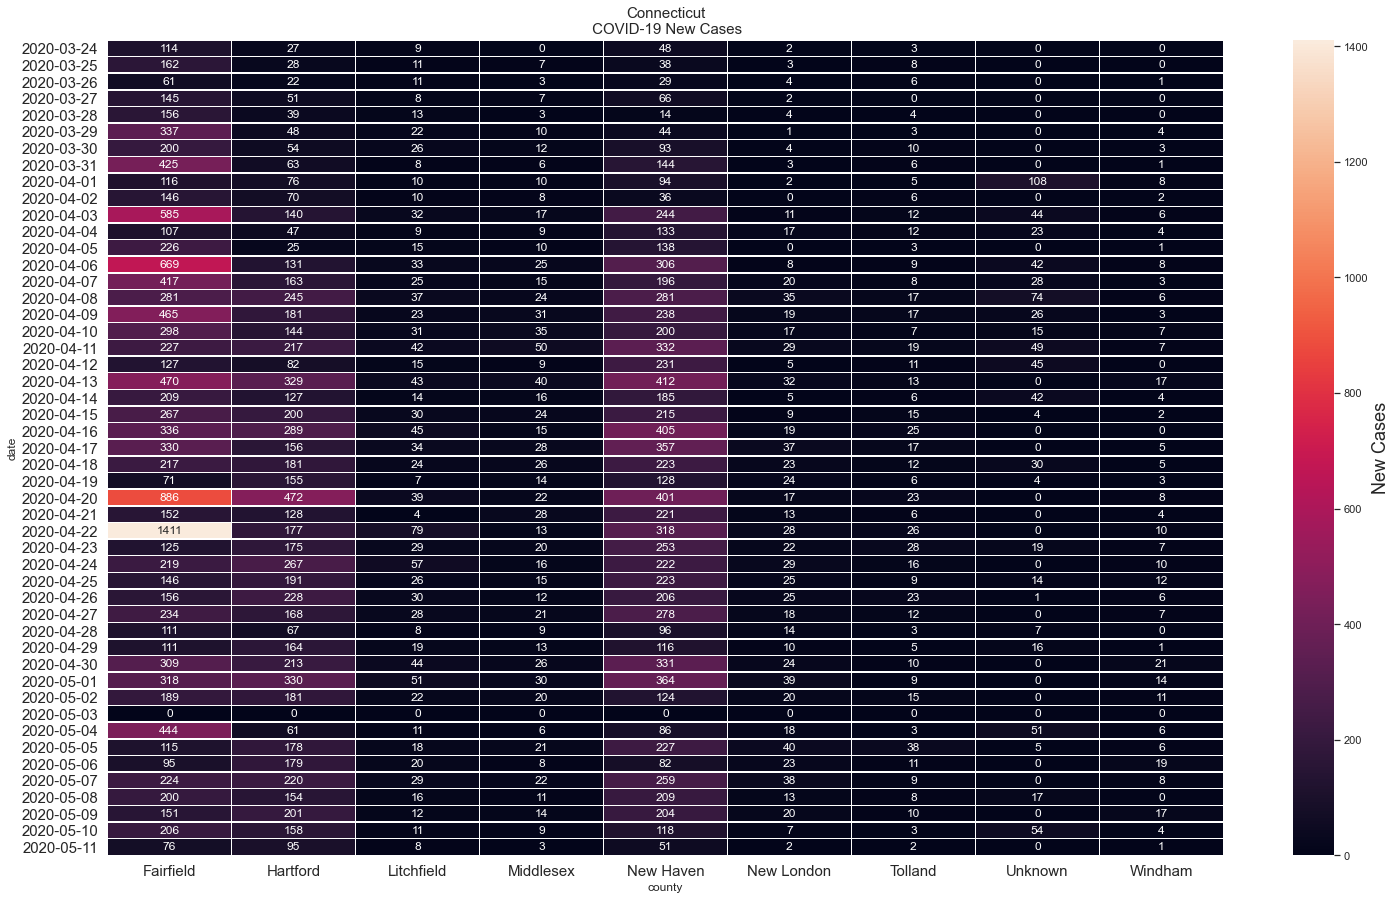 Connecticut
COVID-19 New Cases
2020-03-24 114 27 9 0 48 2 3 0 0
2020-03-25 162 28 11 7 38 3 8 0 0
2020-03-26 61 22 11 3 29 4 6 0 1
2020-03-27 145 51 8 7 66 2 0 0 0
2020-03-28 156 39 13 3 14 4 4 0 0
2020-03-29 337 48 22 10 44 1 3 0 4
2020-03-30 200 54 26 12 93 4 10 0 3
2020-03-31 425 63 8 6 144 3 6 0 1
2020-04-01 116 76 10 10 94 2 5 108 8
2020-04-02 146 70 10 8 36 0 6 0 2
2020-04-03 585 140 32 17 244 11 12 44 6
2020-04-04 107 47 9 9 133 17 12 23 4
2020-04-05 226 25 15 10 138 0 3 0 1
2020-04-06 669 131 33 25 306 8 9 42 8
2020-04-07 417 163 25 15 196 20 8 28 3
2020-04-08 281 245 37 24 281 35 17 74 6
2020-04-09 465 181 23 31 238 19 17 26 3
2020-04-10 298 144 31 35 200 17 7 15 7
2020-04-11 227 217 42 50 332 29 19 49 7
2020-04-12 127 82 15 9 231 5 11 45 0
2020-04-13 470 329 43 40 412 32 13 0 17
2020-04-14 209 127 14 16 185 5 6 42 4
2020-04-15 267 200 30 24 215 9 15 4 2
2020-04-16 336 289 45 15 405 19 25 0 0
2020-04-17 330 156 34 28 357 37 17 0 5
2020-04-18 217 181 24 26 223 23 12 30 5
2020-04-19 71 155 7 14 128 24 6 4 3
2020-04-20 886 472 39 22 401 17 23 0 8
2020-04-21 152 128 4 28 221 13 6 0 4
2020-04-22 1411 177 79 13 318 28 26 0 10
2020-04-23 125 175 29 20 253 22 28 19 7
2020-04-24 219 267 57 16 222 29 16 0 10
2020-04-25 146 191 26 15 223 25 9 14 12
2020-04-26 156 228 30 12 206 25 23 1 6
2020-04-27 234 168 28 21 278 18 12 0 7
2020-04-28 111 67 8 9 96 14 3 7 0
2020-04-29 111 164 19 13 116 10 5 16 1
2020-04-30 309 213 44 26 331 24 10 0 21
2020-05-01 318 330 51 30 364 39 9 0 14
2020-05-02 189 181 22 20 124 20 15 0 11
2020-05-03 0 0 0 0 0 0 0 0 0
2020-05-04 444 61 11 6 86 18 3 51 6
2020-05-05 115 178 18 21 227 40 38 5 6
2020-05-06 95 179 20 8 82 23 11 0 19
2020-05-07 224 220 29 22 259 38 9 0 8
2020-05-08 200 154 16 11 209 13 8 17 0
2020-05-09 151 201 12 14 204 20 10 0 17
2020-05-10 206 158 11 9 118 7 3 54 4
2020-05-11 76 95 8 3 51 2 2 0 1
Fairfield Hartford Litchfield Middlesex New Haven New London Tolland Unknown Windham
county
date
1400
1200
1000
800
600
400
200
0
New Cases